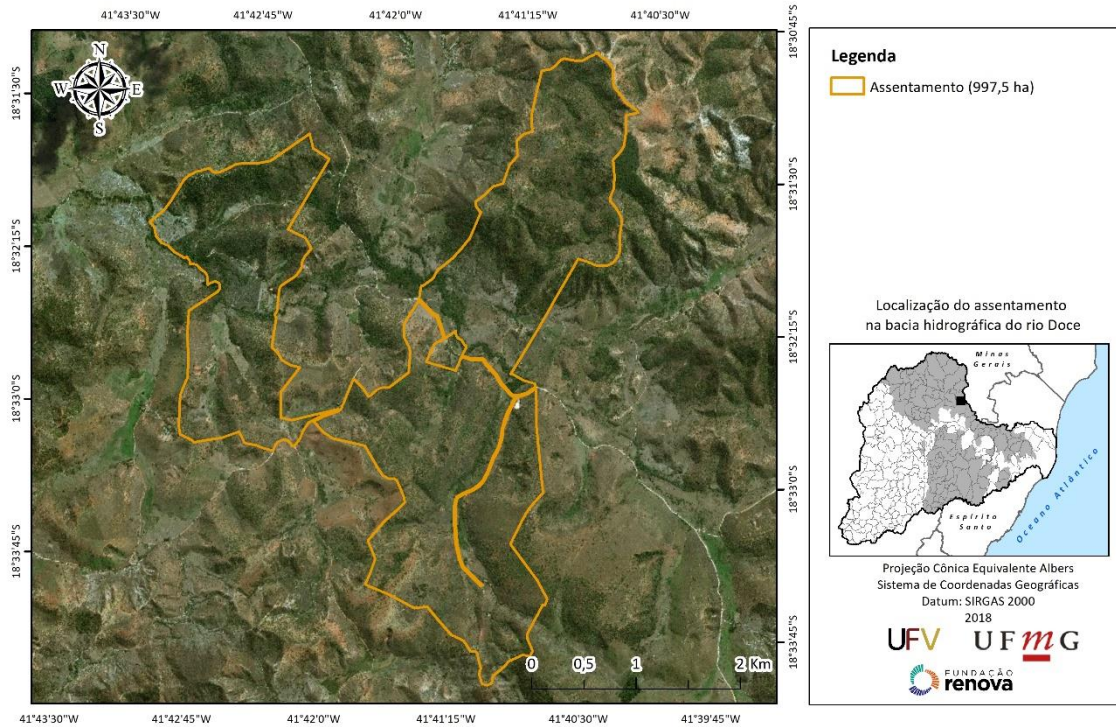 41°43'30"W
41°42'45"W
41°42'0"W
41°41'15"W
41°40'30"W
N
W
E
S
18°31'30"S
18°32'15"S
18°33'0"S
18°33'45"S
18°30'45"S
18°31'30"S
18°32'15"S
18°33'0"S
18°33'45"S
0 0,5 1 2 Km
41°43'30"W
41°42'45"W
41°42'0"W
41°41'15"W
41°40'30"W
41°39'45"W
Legenda
Assentamento (997,5 ha)
Localização do assentamento
na bacia hidrográfica do rio Doce
Minas
Gerais
Espírito
Santo
Oceano Atlântico
Projeção Cônica Equivalente Albers
Sistema de Coordenadas Geográficas
Datum: SIRGAS 2000
2018
UFV
UFmG
FUNDAÇÃO
renova